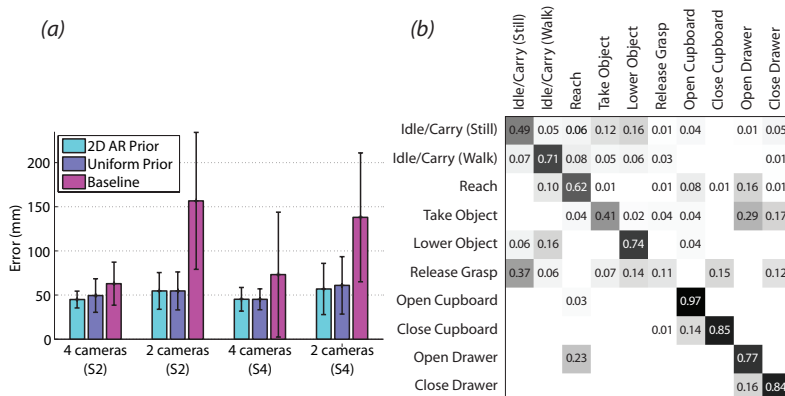 (a)
2D AR Prior
Uniform Prior
Baseline
Error (mm)
200
150
100
50
0
4 cameras
(S2)
2 cameras
(S2)
4 cameras
(S4)
2 cameras
(S4)
(b)
Idle/Carry (Still)
Idle/Carry (Walk)
Reach
Take Object
Lower Object
Release Grasp
Open Cupboard
Close Cupboard
Open Drawer
Close Drawer
Idle/Carry (Still) 0.49 0.05 0.06 0.12 0.16 0.01 0.04 0.01 0.05
Idle/Carry (Walk) 0.07 0.71 0.08 0.05 0.06 0.03 0.01
Reach 0.10 0.62 0.01 0.01 0.08 0.01 0.16 0.01
Take Object 0.04 0.41 0.02 0.04 0.04 0.29 0.17
Lower Object 0.06 0.16 0.74 0.04
Release Grasp 0.37 0.06 0.07 0.14 0.11 0.15 0.12
Open Cupboard 0.03 0.97
Close Cupboard 0.01 0.14 0.85
Open Drawer 0.23 0.77
Close Drawer 0.16 0.84